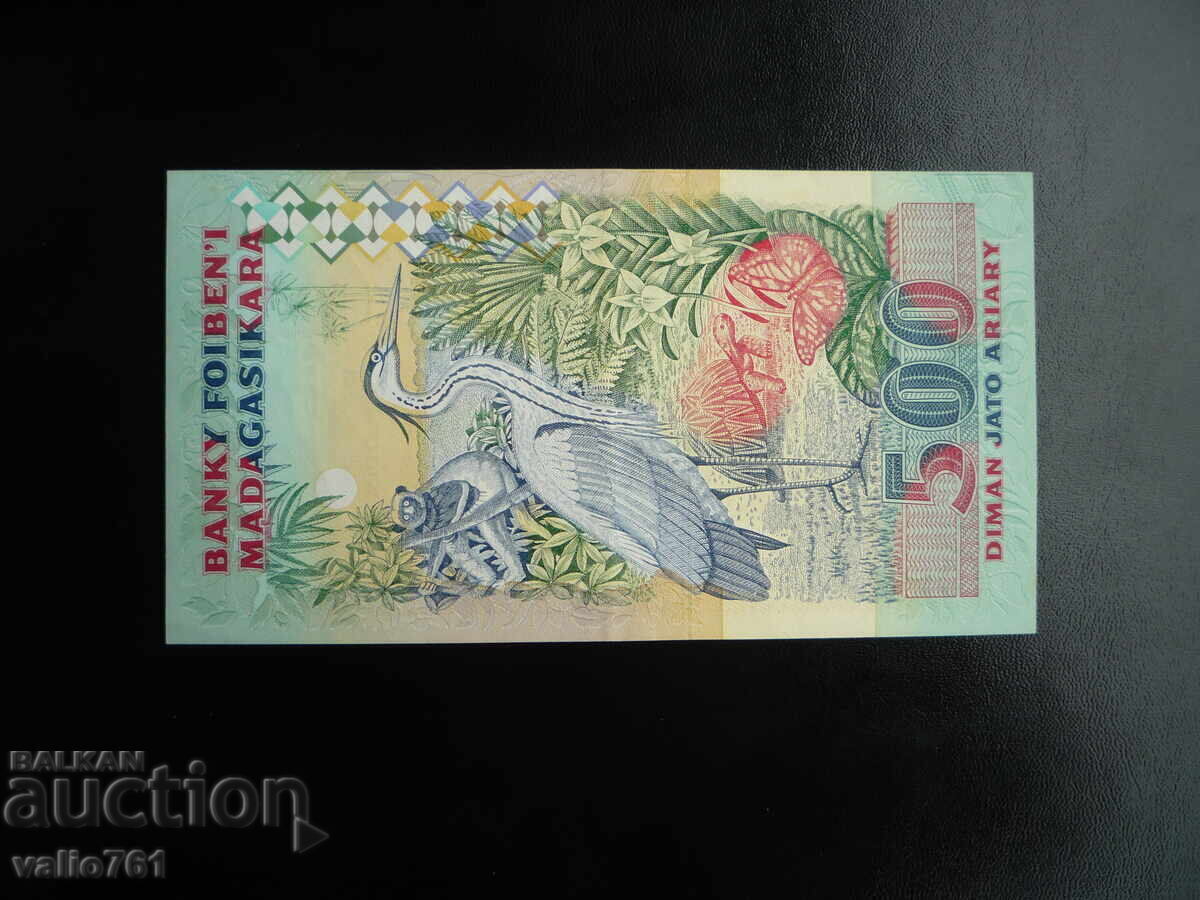 BANKY FOIBEN'I
MADAGASIKARA
500
DIMAN JATO ARIARY
BALKAN
auction
valio761